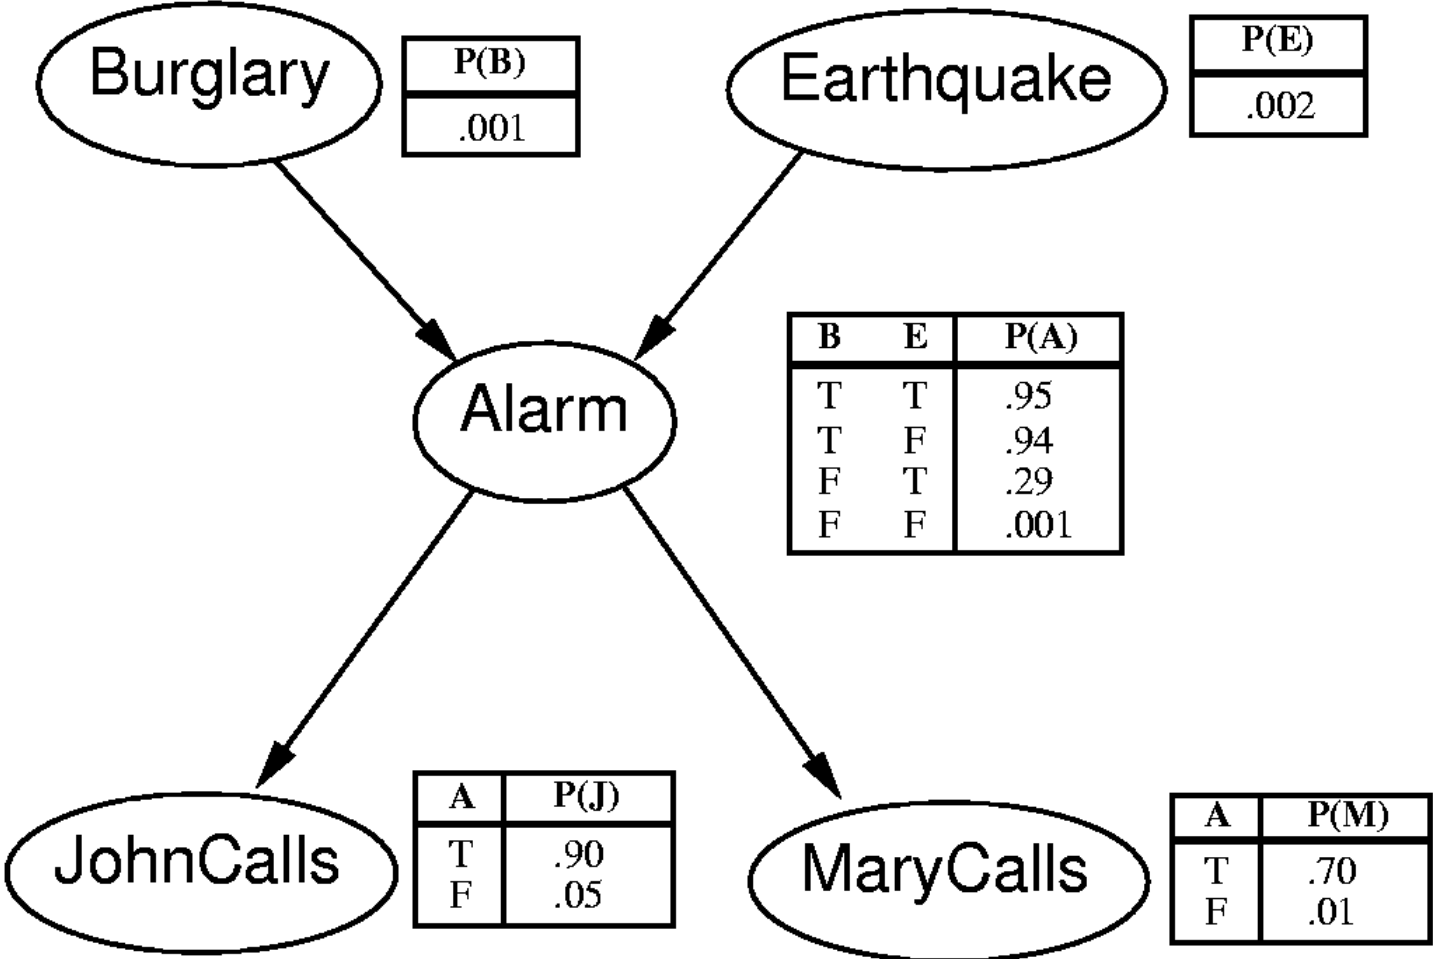 Burglary
P(B)
.001
Earthquake
P(E)
.002
Alarm
B E P(A)
T T .95
T F .94
F T .29
F F .001
JohnCalls
A P(J)
T .90
F .05
MaryCalls
A P(M)
T .70
F .01